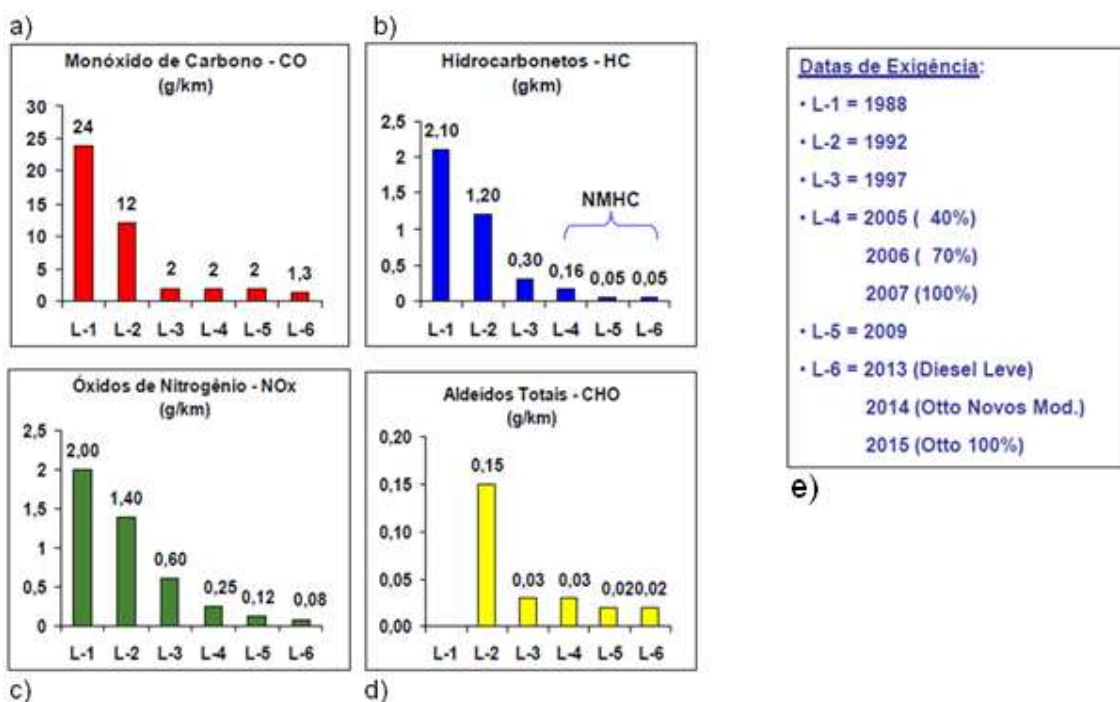 a)
Monóxido de Carbono - CO
(g/km)
30
25
20
15
10
5
0
24
12
2
2
2
1,3
L-1 L-2 L-3 L-4 L-5 L-6
b)
Hidrocarbonetos - HC
(gkm)
2,5
2
1,5
1
0,5
0
2,10
1,20
0,30
0,16
0,05
0,05
NMHC
L-1 L-2 L-3 L-4 L-5 L-6
Óxidos de Nitrogênio - NOx
(g/km)
2,5
2
1,5
1
0,5
0
2,00
1,40
0,60
0,25
0,12
0,08
L-1 L-2 L-3 L-4 L-5 L-6
c)
Aldeídos Totais - CHO
(g/km)
0,20
0,15
0,10
0,05
0,00
0,15
0,03
0,03
0,02
0,02
L-1 L-2 L-3 L-4 L-5 L-6
d)
Datas de Exigência:
• L-1 = 1988
• L-2 = 1992
• L-3 = 1997
• L-4 = 2005 ( 40%)
2006 ( 70%)
2007 (100%)
• L-5 = 2009
• L-6 = 2013 (Diesel Leve)
2014 (Otto Novos Mod.)
2015 (Otto 100%)
e)